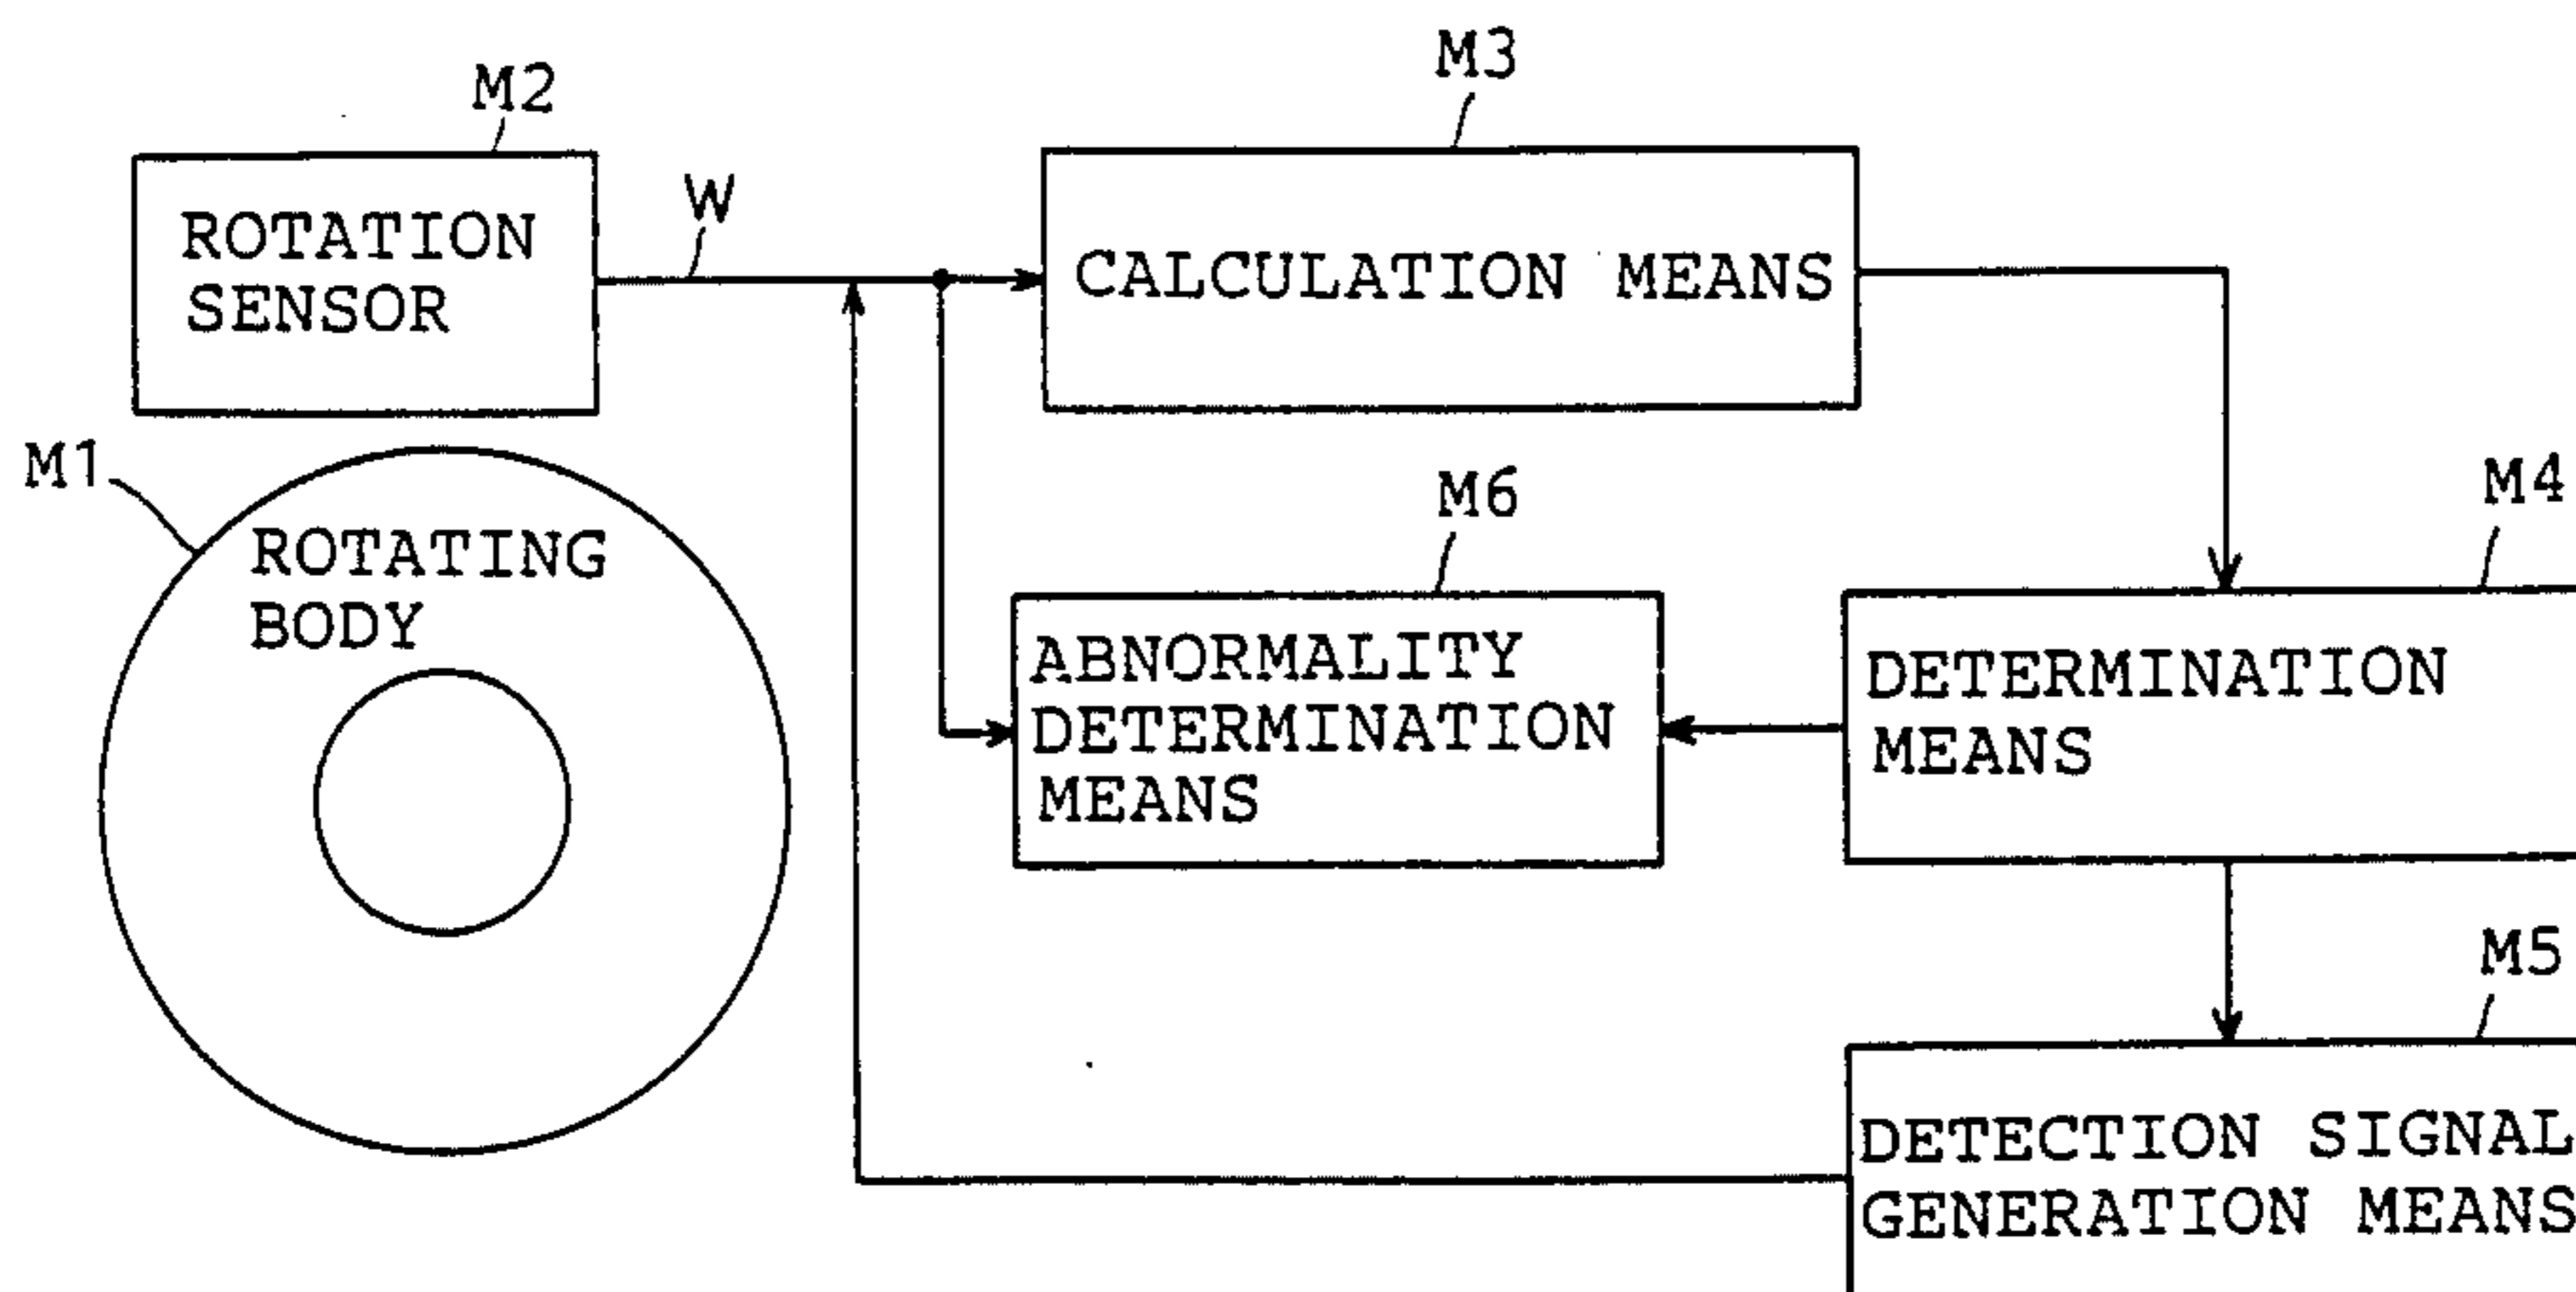 M2
ROTATION
SENSOR
W
M3
CALCULATION MEANS
M1
ROTATING
BODY
M6
ABNORMALITY
DETERMINATION
MEANS
M4
DETERMINATION
MEANS
M5
DETECTION SIGNAL
GENERATION MEANS